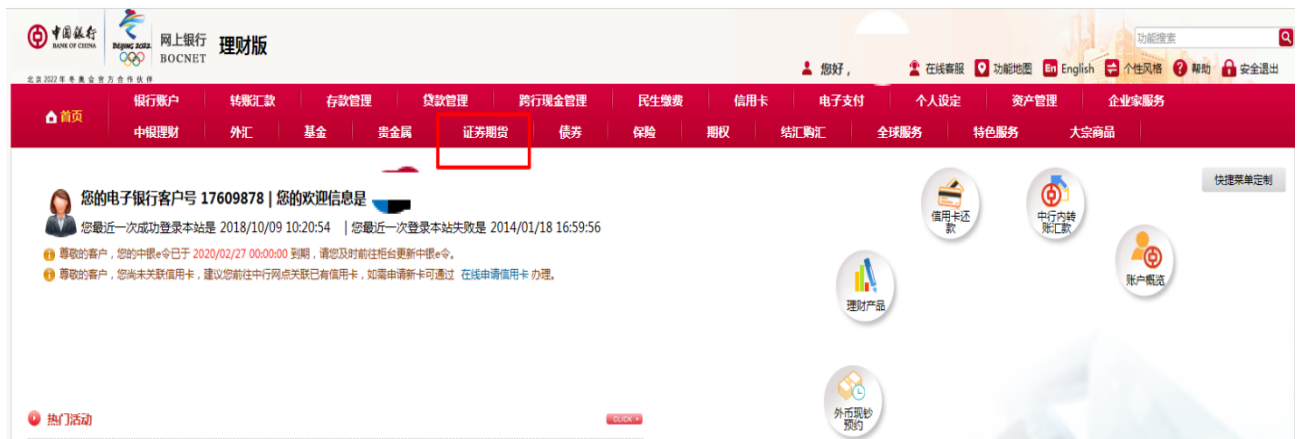 中国银行
BANK OF CHINA
BEIJING 2022
网上银行
BOCNET
理财版
北京2022年冬奥会官方合作伙伴
功能搜索
您好，
在线客服
功能地图
En English
个性风格
帮助
安全退出
首页
银行账户 转账汇款 存款管理 贷款管理 跨行现金管理 民生缴费 信用卡 电子支付 个人设定 资产管理 企业家服务
中银理财 外汇 基金 贵金属 证券期货 债券 保险 期权 结汇购汇 全球服务 特色服务 大宗商品
快捷菜单定制
您的电子银行客户号 17609878 | 您的欢迎信息是
您最近一次成功登录本站是 2018/10/09 10:20:54 | 您最近一次登录本站失败是 2014/01/18 16:59:56
尊敬的客户，您的中银e令已于 2020/02/27 00:00:00 到期，请您及时前往柜台更新中银e令。
尊敬的客户，您尚未关联信用卡，建议您前往中行网点关联已有信用卡，如需申请新卡可通过 在线申请信用卡 办理。
信用卡还
款
中行内转
账汇款
账户概览
理财产品
外币现钞
预约
热门活动
CLICK